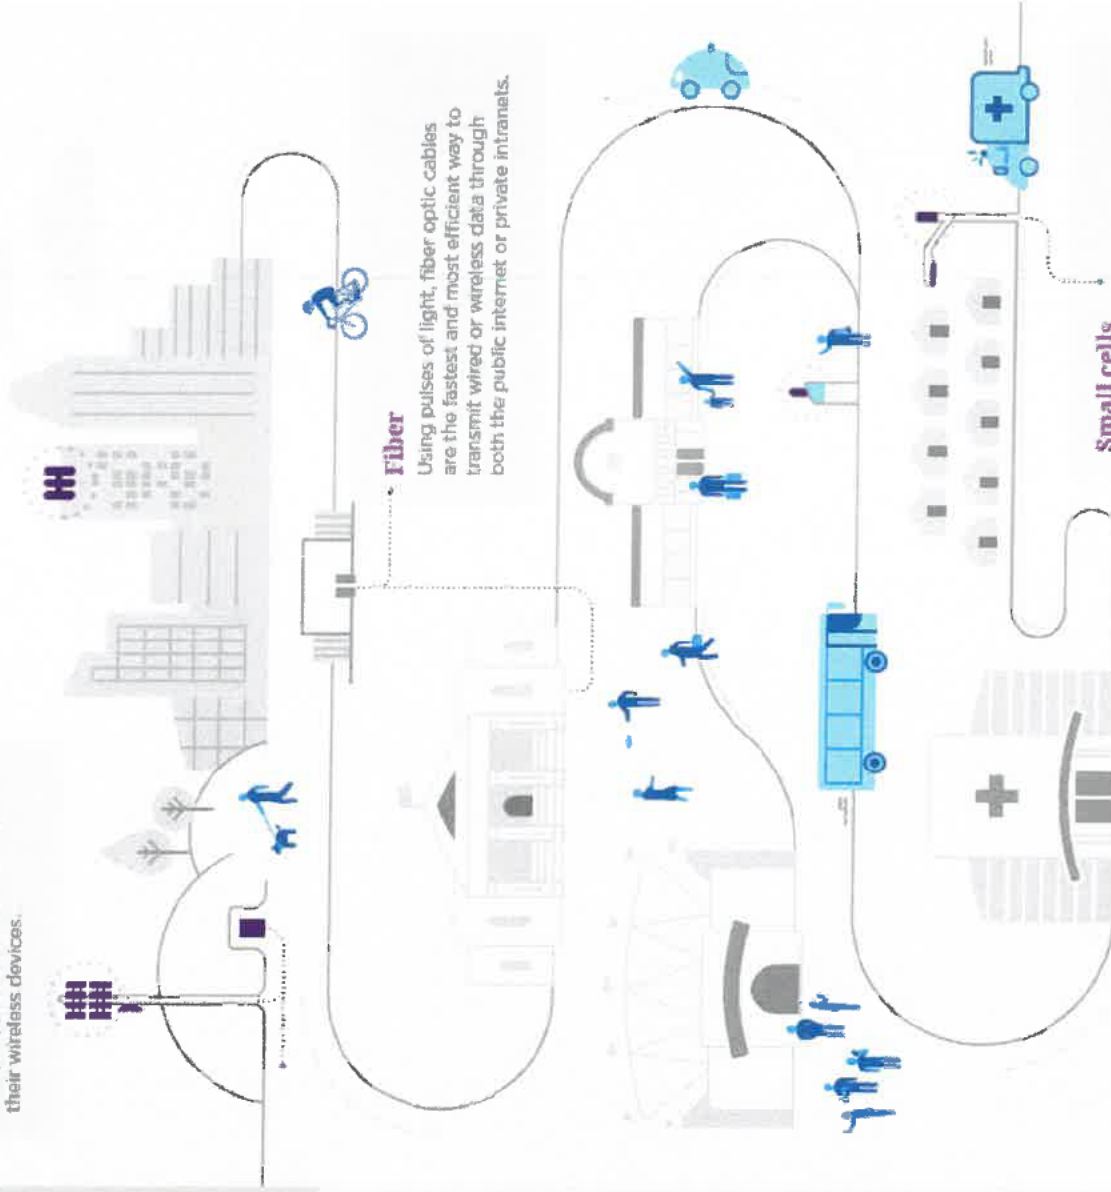 their wireless devices.
Fiber
Using pulses of light, fiber optic cables
are the fastest and most efficient way to
transmit wired or wireless data through
both the public internet or private intranets.
Small cells